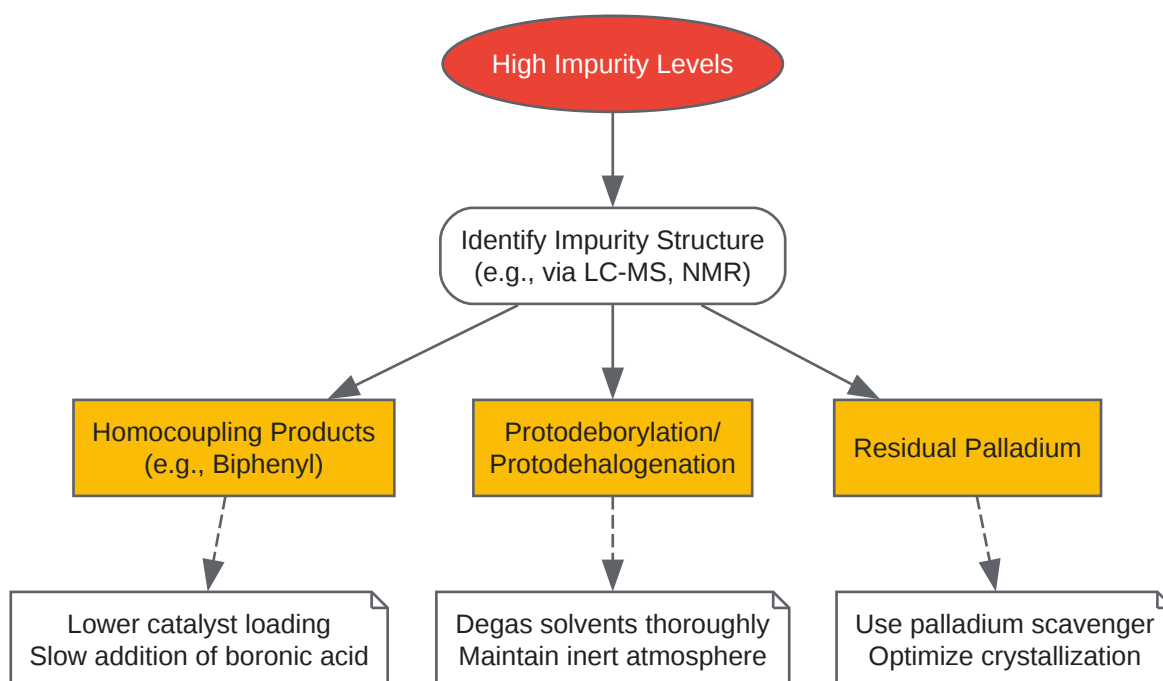 High Impurity Levels
Identify Impurity Structure
(e.g., via LC-MS, NMR)
Homocoupling Products
(e.g., Biphenyl)
Protodeborylation/
Protodehalogenation
Residual Palladium
Lower catalyst loading
Slow addition of boronic acid
Degas solvents thoroughly
Maintain inert atmosphere
Use palladium scavenger
Optimize crystallization